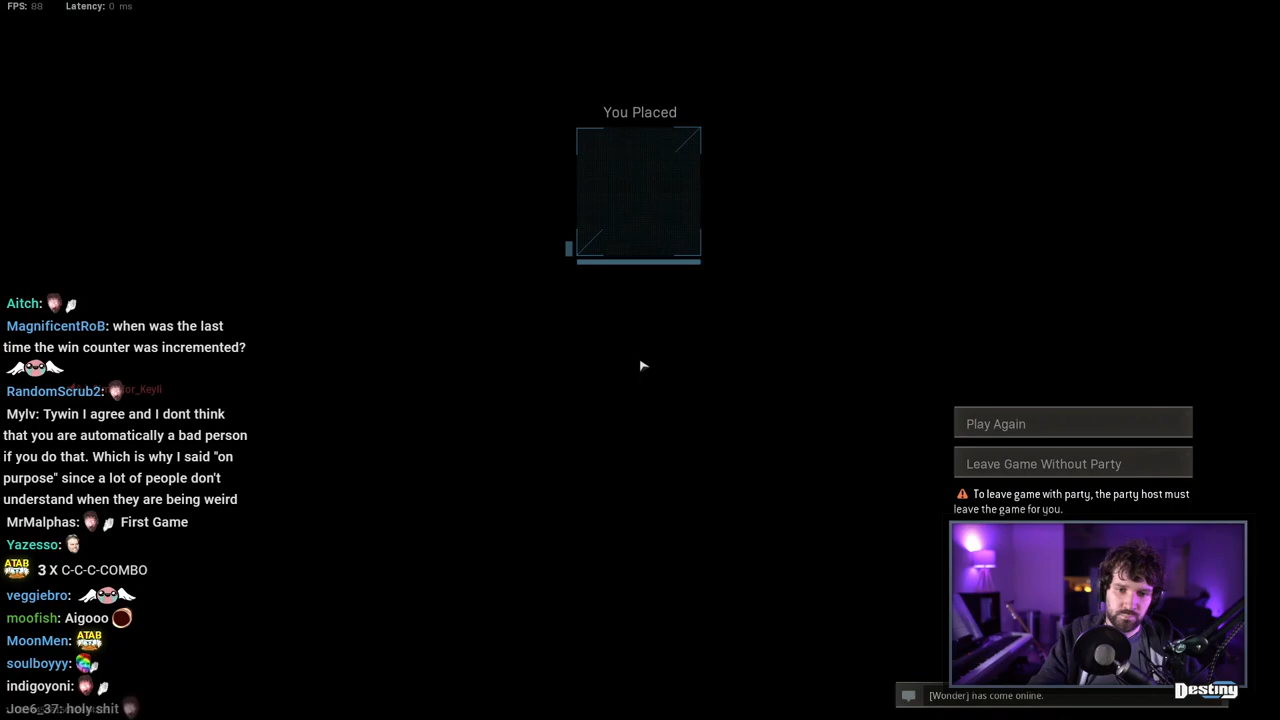 FPS: 88 Latency: 0 ms
You Placed
Aitch:
MagnificentRoB: when was the last
time the win counter was incremented?
RandomScrub2:
Mylv: Tywin I agree and I dont think
that you are automatically a bad person
if you do that. Which is why I said "on
purpose" since a lot of people don't
understand when they are being weird
MrMalphas: First Game
Yazesso:
ATAB 3 X C-C-C-COMBO
veggiebro:
moofish: Aigooo
MoonMen: ATAB
soulboyyy:
indigoyoni:
Joe6_37: holy shit
Play Again
Leave Game Without Party
To leave game with party, the party host must
leave the game for you.
Destiny
[Wonder] has come online.